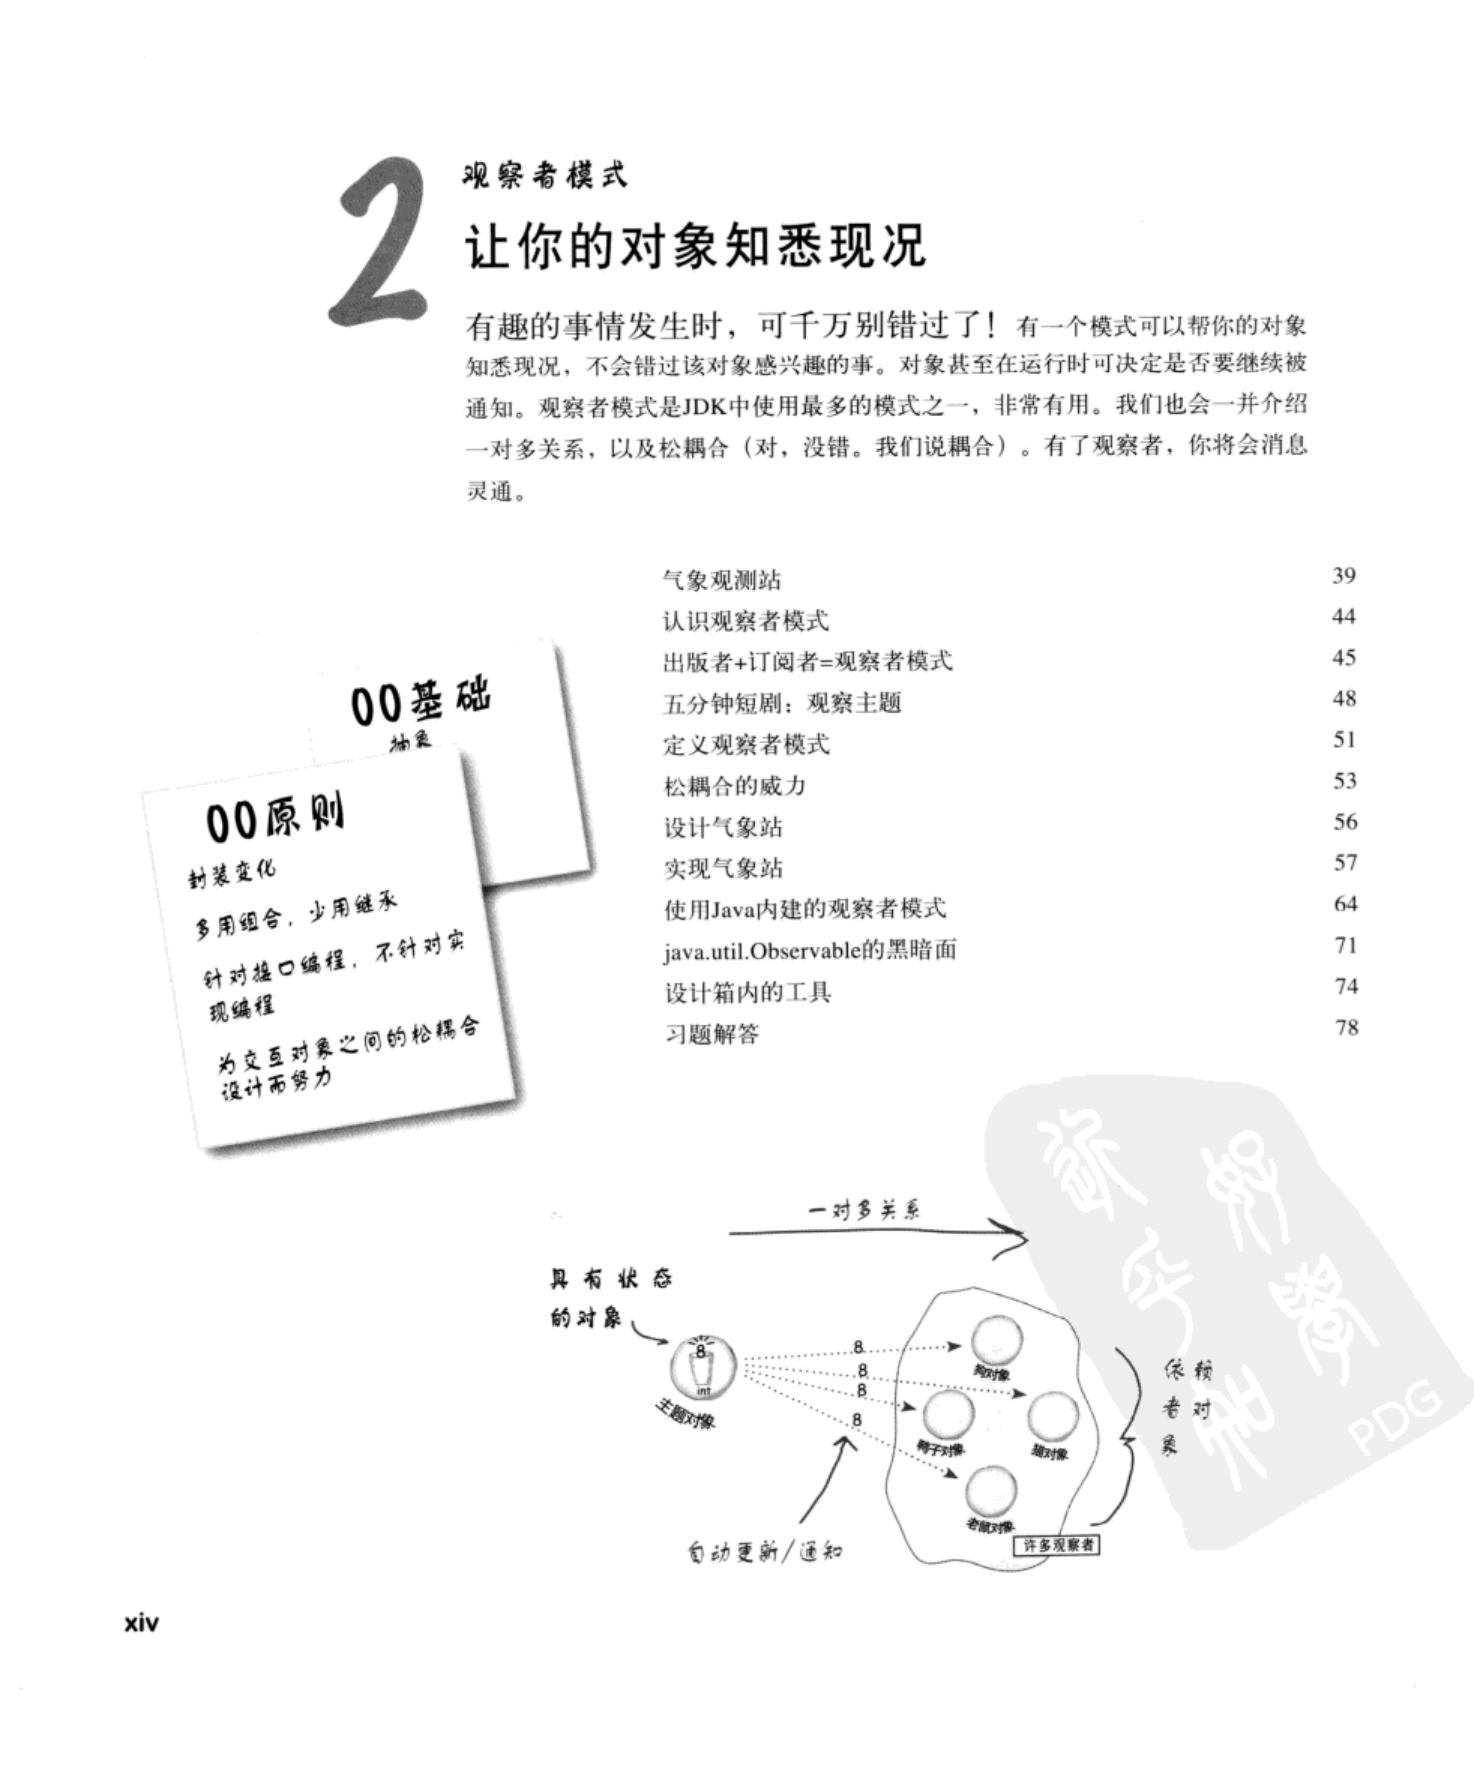 2
观察者模式
让你的对象知悉现况
有趣的事情发生时，可千万别错过了！有一个模式可以帮你的对象
知悉现况，不会错过该对象感兴趣的事。对象甚至在运行时可决定是否要继续被
通知。观察者模式是JDK中使用最多的模式之一，非常有用。我们也会一并介绍
一对多关系，以及松耦合（对，没错。我们说耦合）。有了观察者，你将会消息
灵通。
气象观测站 39
认识观察者模式 44
出版者+订阅者=观察者模式 45
五分钟短剧：观察主题 48
定义观察者模式 51
松耦合的威力 53
设计气象站 56
实现气象站 57
使用Java内建的观察者模式 64
java.util.Observable的黑暗面 71
设计箱内的工具 74
习题解答 78
OO基础
抽象
OO原则
封装变化
多用组合，少用继承
针对接口编程，不针对实
现编程
为交互对象之间的松耦合
设计而努力
一对多关系
具有状态
的对象
8
int
主题对象
8
8
8
8
狗对象
鸭子对象
猫对象
老鼠对象
许多观察者
依赖
者对
象
自动更新/通知
PDG
xiv